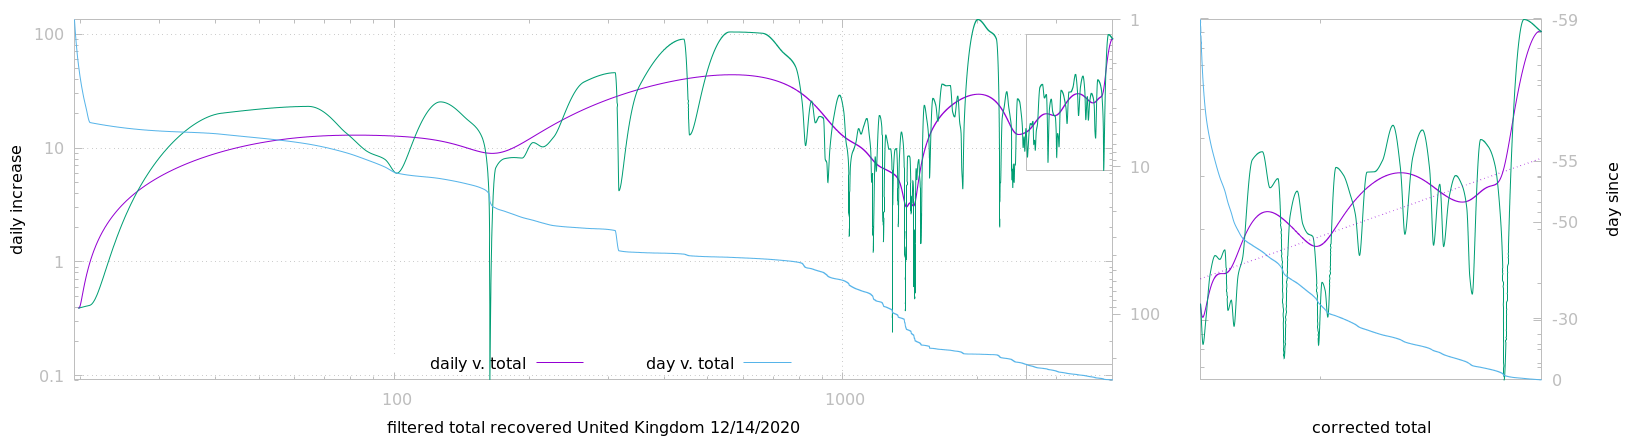 100
10
1
0.1
daily increase
100
1000
daily v. total
day v. total
filtered total recovered United Kingdom 12/14/2020
1
10
100
-59
-55
-50
-30
0
day since
corrected total